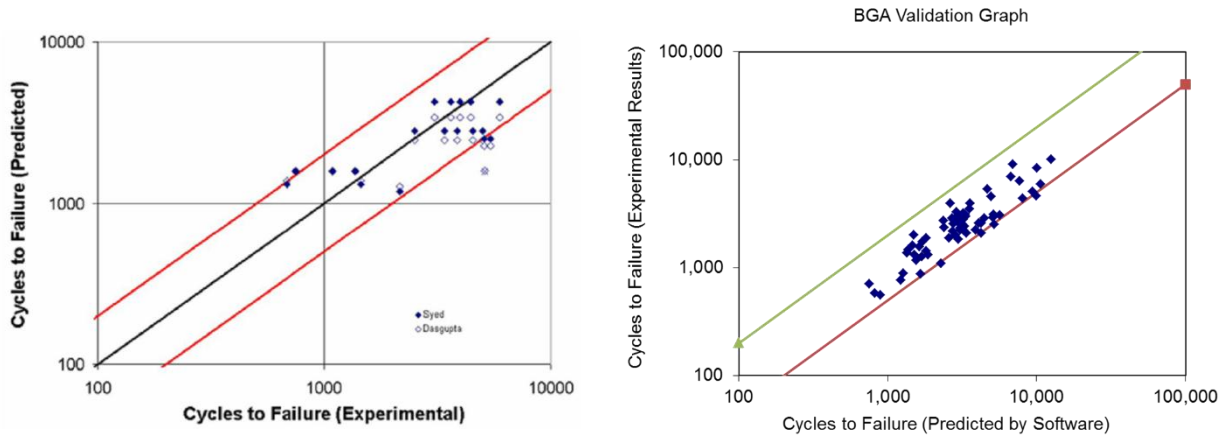 10000
1000
100
100
1000
10000
Cycles to Failure (Predicted)
Cycles to Failure (Experimental)
Syed
Dasgupta
BGA Validation Graph
100,000
10,000
1,000
100
100
1,000
10,000
100,000
Cycles to Failure (Experimental Results)
Cycles to Failure (Predicted by Software)